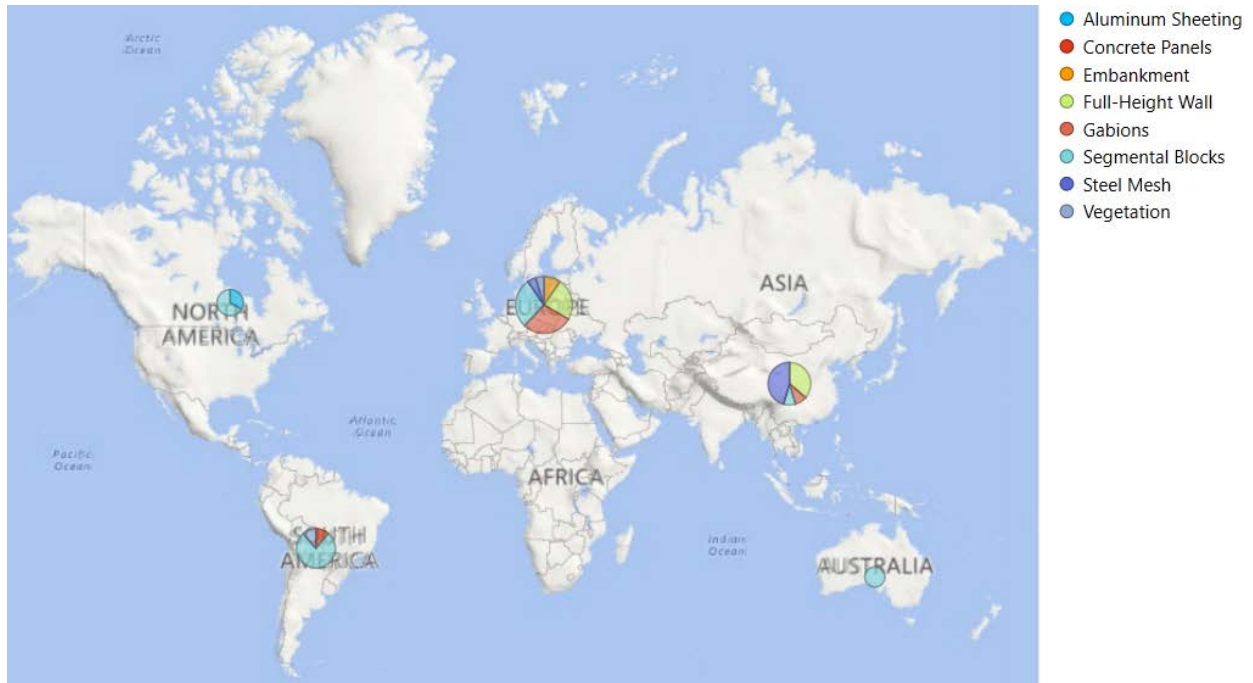 Arctic
Ocean
NORTH
AMERICA
EUROPE
ASIA
Atlantic
Ocean
Pacific
Ocean
AFRICA
SOUTH
AMERICA
Indian
Ocean
AUSTRALIA
Aluminum Sheeting
Concrete Panels
Embankment
Full-Height Wall
Gabions
Segmental Blocks
Steel Mesh
Vegetation